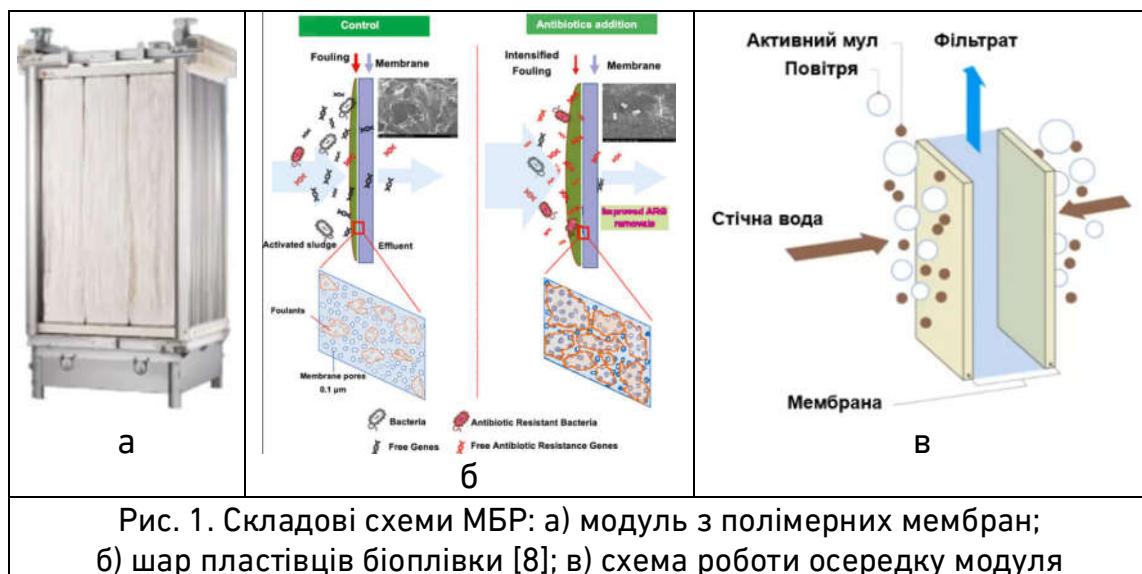 Control
Antibiotics addition
Fouling
Membrane
Intensified
Fouling
Membrane
Improved ARG
removals
Activated sludge
Effluent
Foulants
Membrane pores
0.1 µm
Bacteria
Antibiotic Resistant Bacteria
Free Genes
Free Antibiotic Resistance Genes
Активний мул
Повітря
Фільтрат
Стічна вода
Мембрана
а
б
в
Рис. 1. Складові схеми МБР: а) модуль з полімерних мембран;
б) шар пластівців біоплівки [8]; в) схема роботи осередку модуля